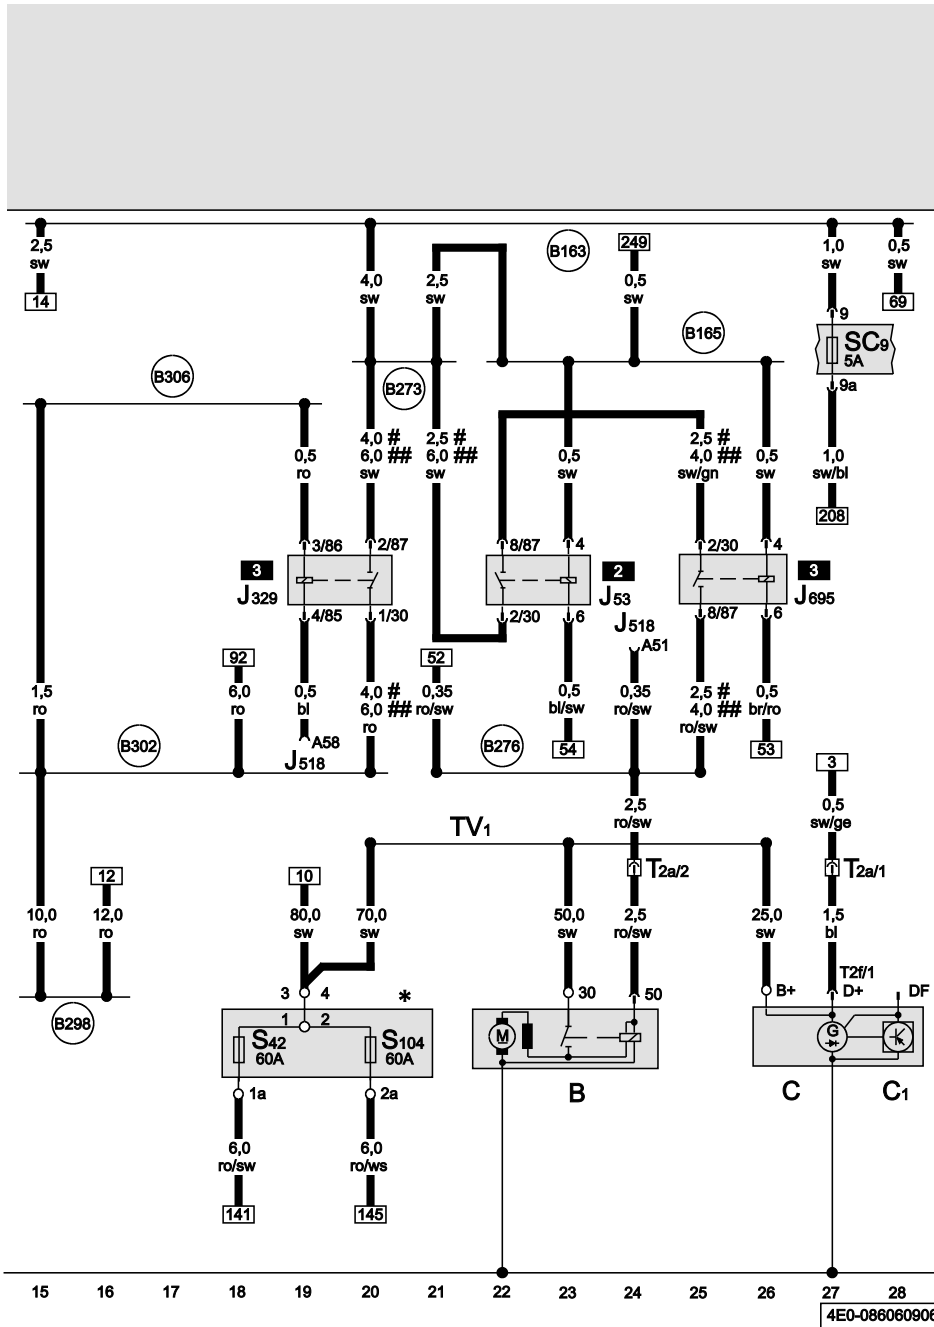 2,5
sw
14
4,0
sw
2,5
sw
B163
249
0,5
sw
1,0
sw
0,5
sw
69
9
SC9
5A
9a
B165
B306
B273
0,5
ro
4,0 #
6,0 ##
sw
2,5 #
6,0 ##
sw
0,5
sw
2,5 #
4,0 ##
sw/gn
0,5
sw
1,0
sw/bl
208
3/86
2/87
8/87
4
2/30
4
3
J329
2
J53
3
J695
4/85
1/30
2/30
6
8/87
6
J518
A51
92
52
1,5
ro
6,0
ro
0,5
bl
4,0 #
6,0 ##
ro
0,35
ro/sw
0,5
bl/sw
0,35
ro/sw
2,5 #
4,0 ##
ro/sw
0,5
br/ro
A58
J518
B302
B276
54
53
3
2,5
ro/sw
0,5
sw/ge
TV1
T2a/2
T2a/1
12
10
10,0
ro
12,0
ro
80,0
sw
70,0
sw
50,0
sw
2,5
ro/sw
25,0
sw
1,5
bl
T2f/1
3 4
*
30
50
B+
D+
DF
B298
1 2
S42
60A
S104
60A
M
G
1a
2a
B
C
C1
6,0
ro/sw
6,0
ro/ws
141
145
15 16 17 18 19 20 21 22 23 24 25 26 27 28
4E0-086060906